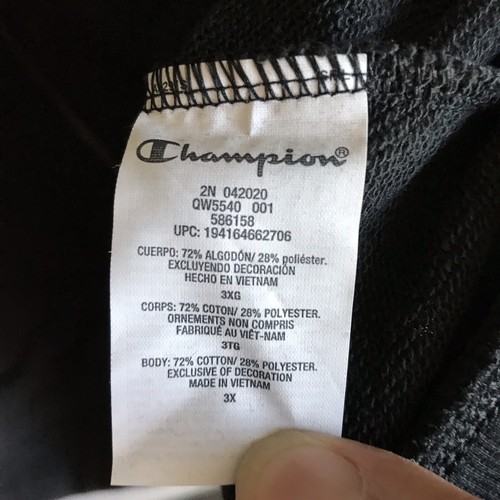 Champion®
2N 042020
QW5540 001
586158
UPC: 194164662706
CUERPO: 72% ALGODÓN/ 28% poliéster.
EXCLUYENDO DECORACIÓN
HECHO EN VIETNAM
3XG
CORPS: 72% COTON/ 28% POLYESTER.
ORNEMENTS NON COMPRIS
FABRIQUÉ AU VIÊT-NAM
3TG
BODY: 72% COTTON/ 28% POLYESTER.
EXCLUSIVE OF DECORATION
MADE IN VIETNAM
3X